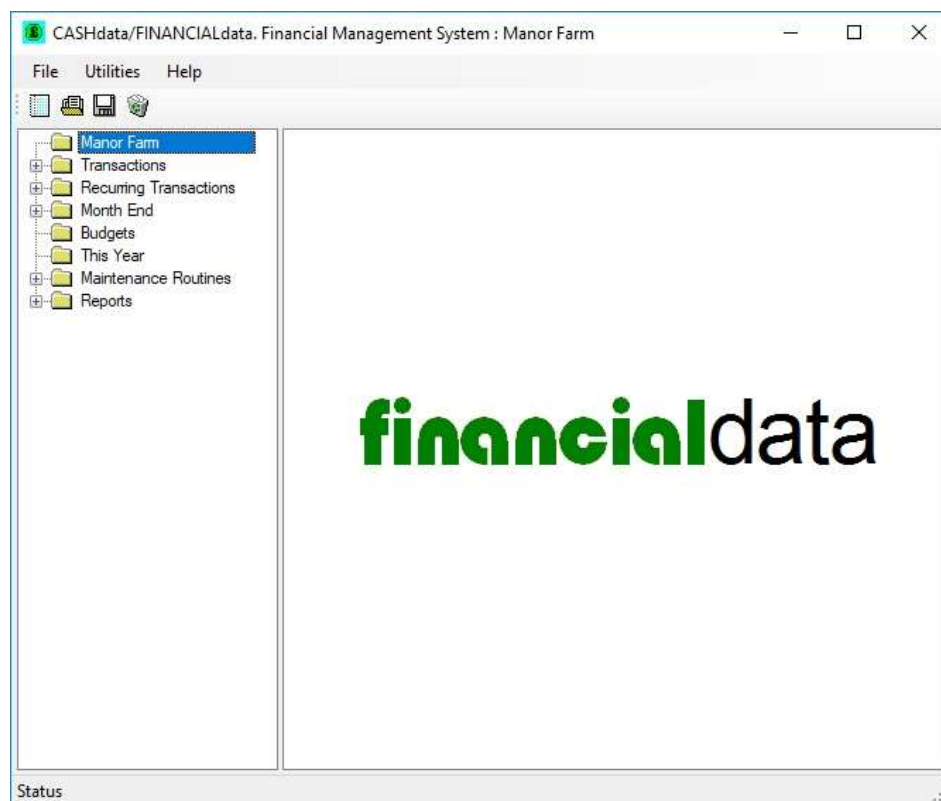 CASHdata/FINANCIALdata. Financial Management System : Manor Farm
File Utilities Help
Manor Farm
Transactions
Recurring Transactions
Month End
Budgets
This Year
Maintenance Routines
Reports
financialdata
Status